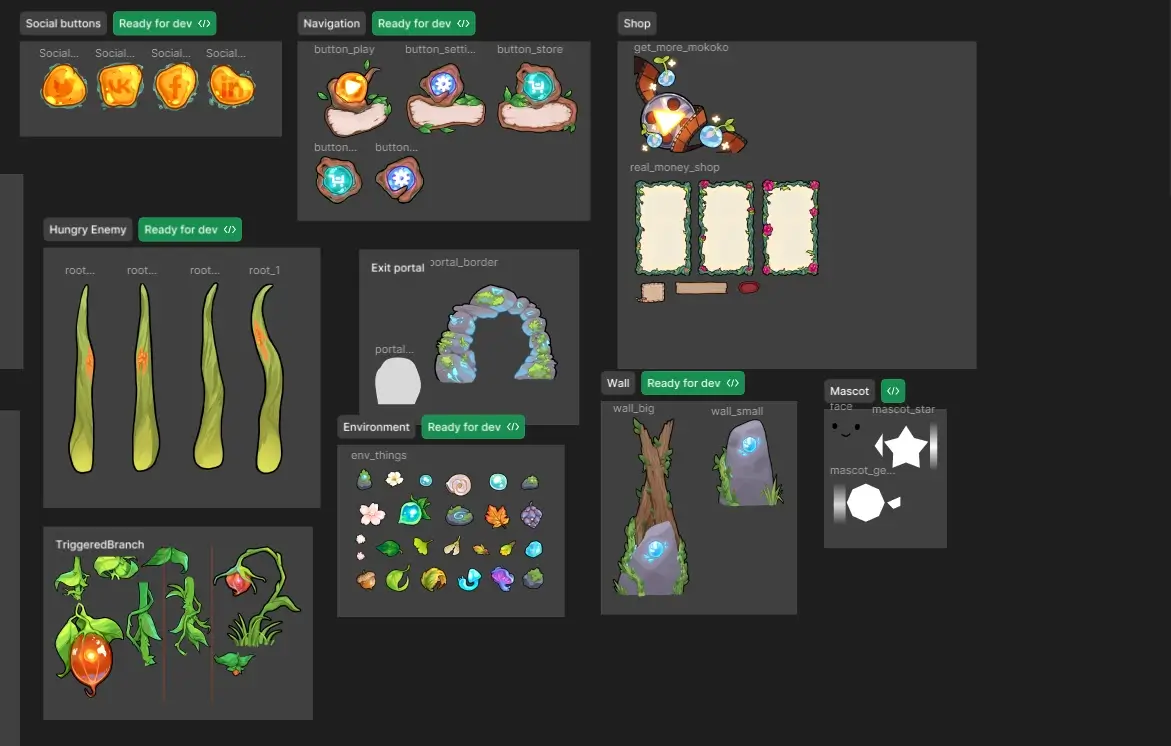 Social buttons
Ready for dev
Social...
Social...
Social...
Social...
VK
f
in
Navigation
Ready for dev
button_play
button_setti...
button_store
button...
button...
Shop
get_more_mokoko
real_money_shop
Hungry Enemy
Ready for dev
root...
root...
root...
root_1
Exit portal
portal_border
portal...
Environment
Ready for dev
env_things
Wall
Ready for dev
wall_big
wall_small
Mascot
face
mascot_star
mascot_ge...
TriggeredBranch